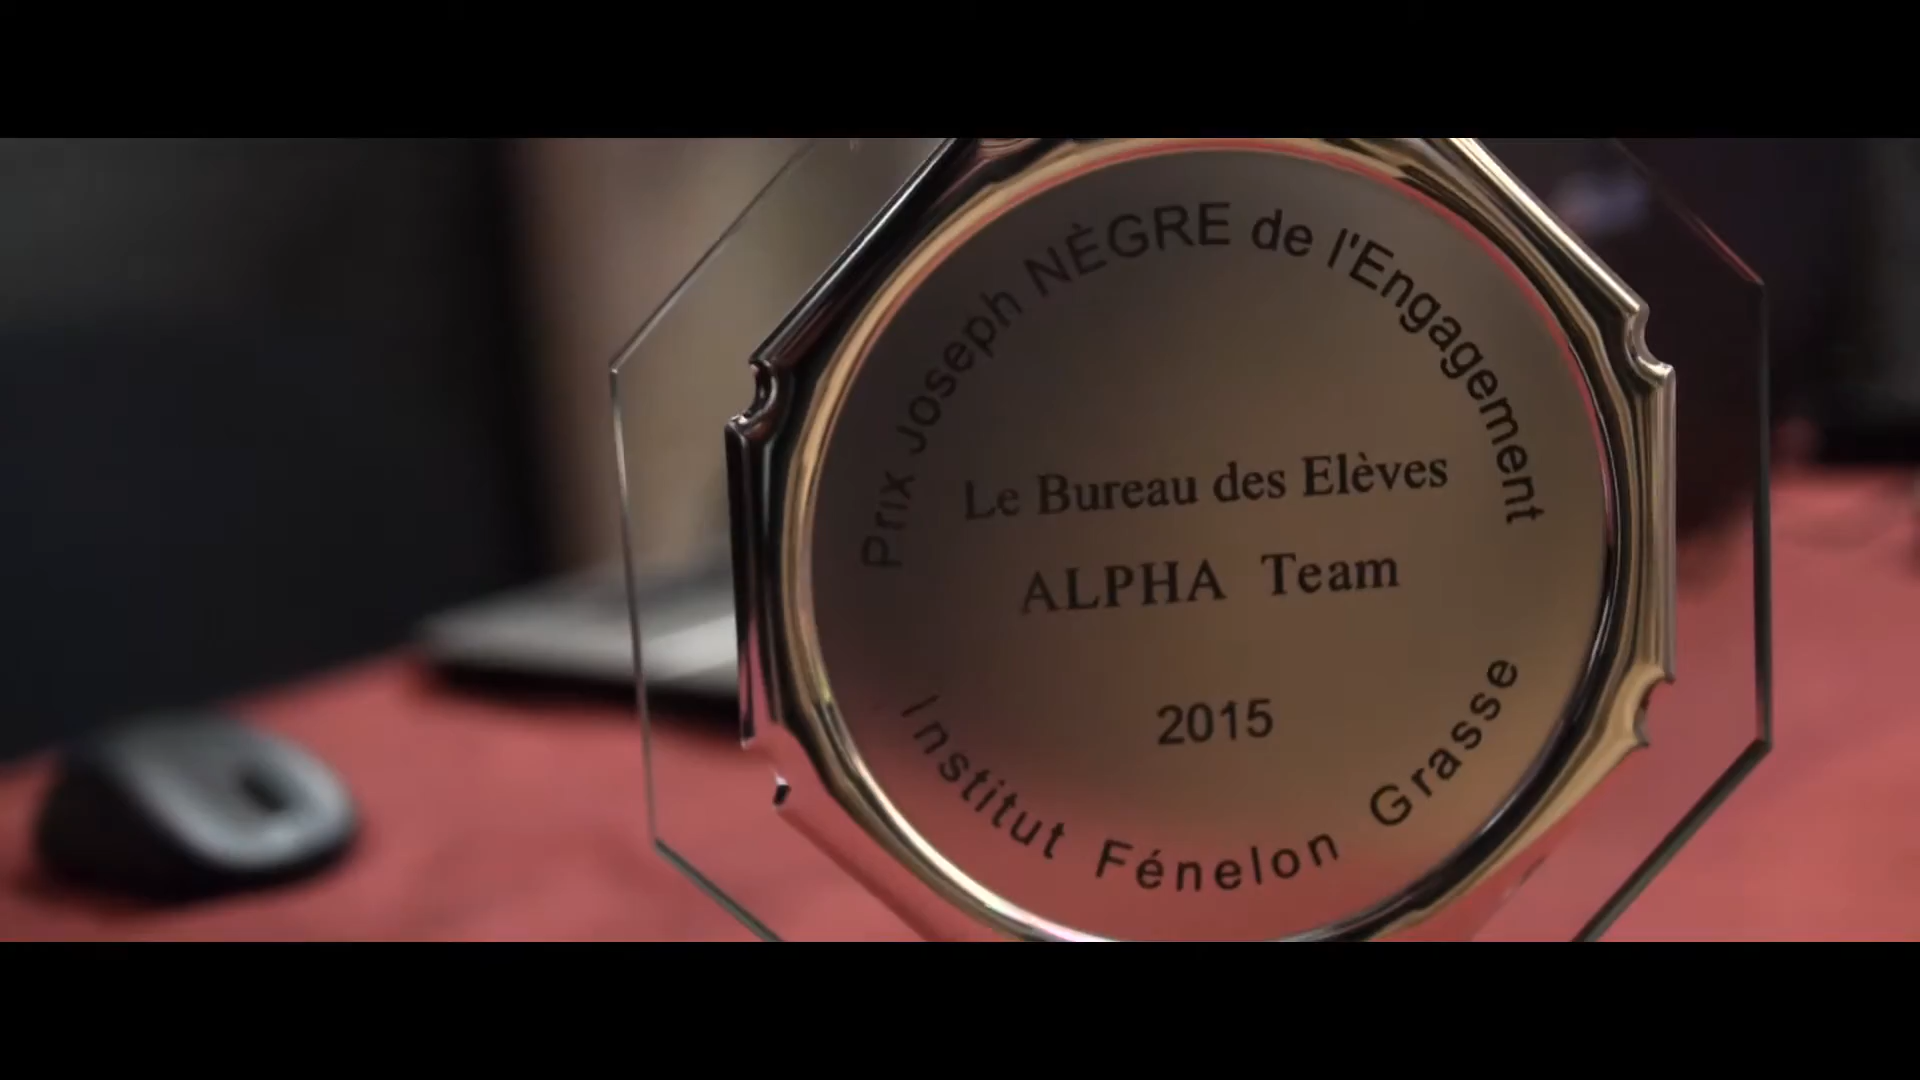 Prix Joseph NÈGRE de l'Engagement
Le Bureau des Elèves
ALPHA Team
2015
Institut Fénelon Grasse